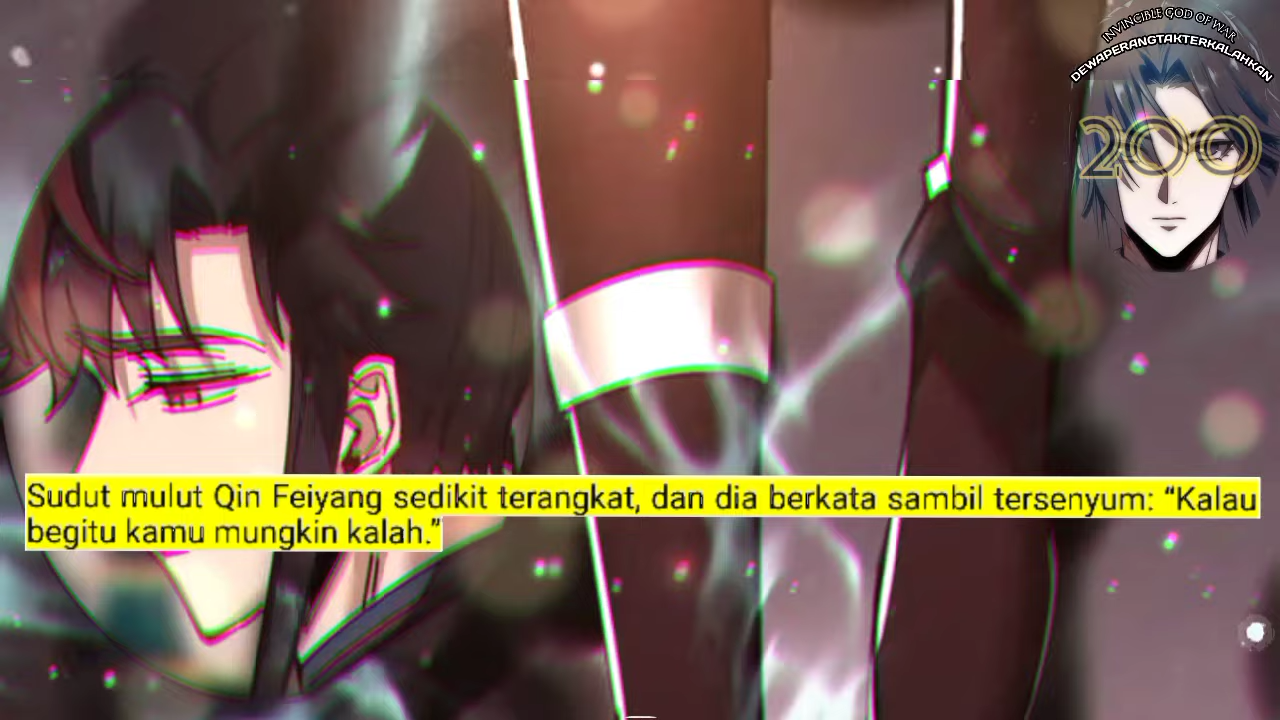 INVINCIBLE GOD OF WAR
DEWAPERANGTAKTERKALAHKAN
200
Sudut mulut Qin Feiyang sedikit terangkat, dan dia berkata sambil tersenyum: “Kalau
begitu kamu mungkin kalah.”